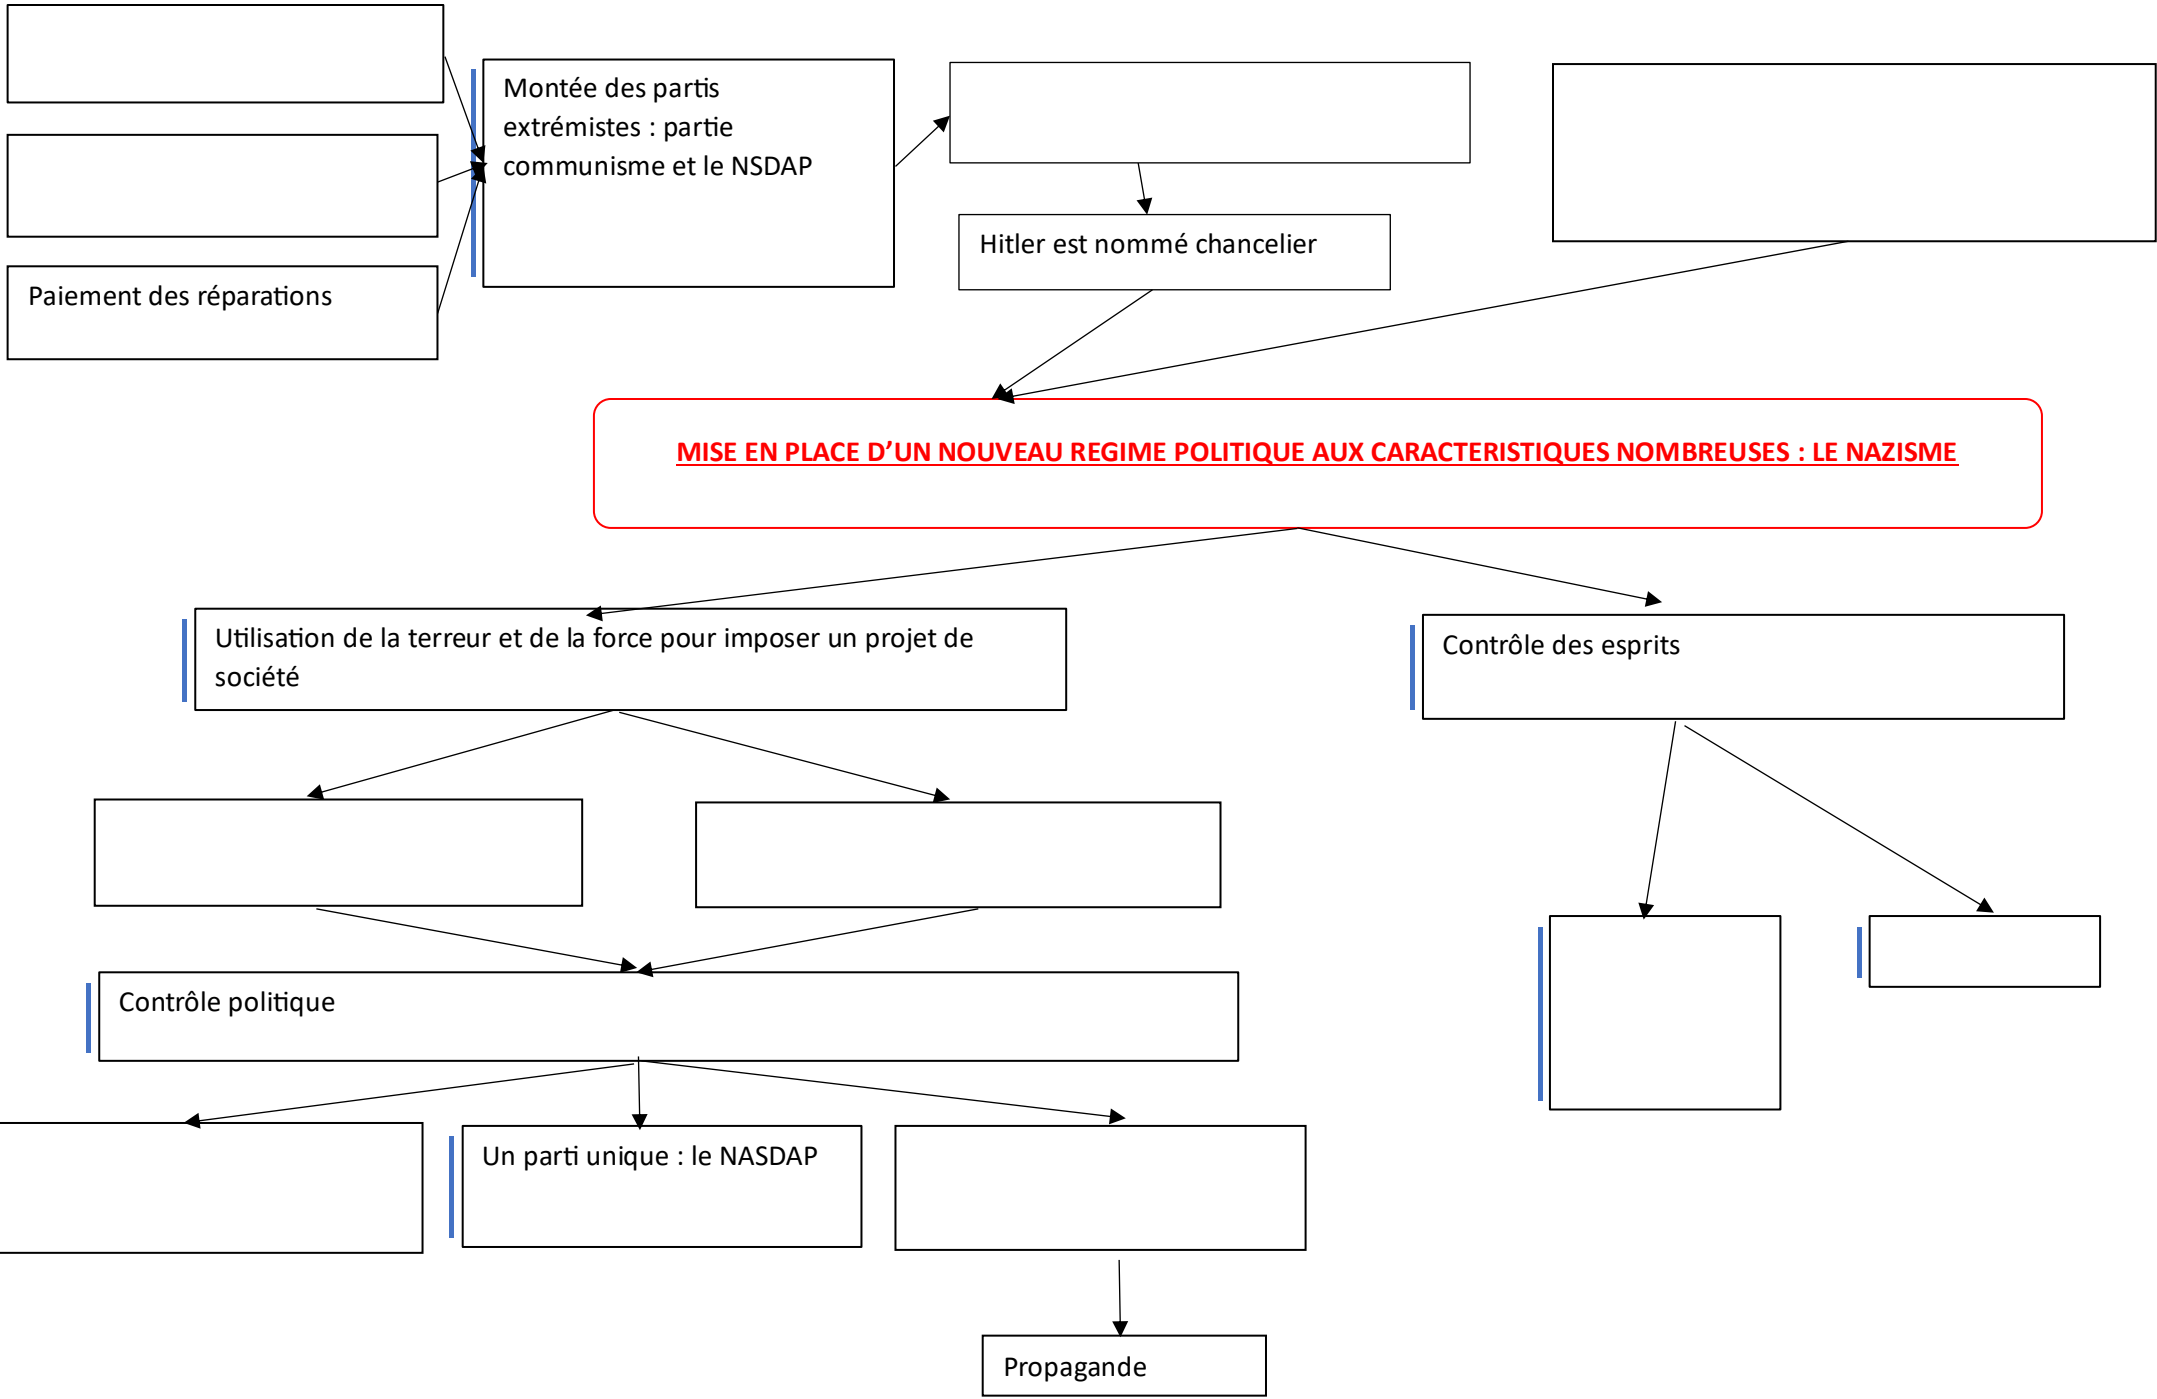 Montée des partis
extrémistes : partie
communisme et le NSDAP
Hitler est nommé chancelier
Paiement des réparations
MISE EN PLACE D’UN NOUVEAU REGIME POLITIQUE AUX CARACTERISTIQUES NOMBREUSES : LE NAZISME
Utilisation de la terreur et de la force pour imposer un projet de
société
Contrôle des esprits
Contrôle politique
Un parti unique : le NASDAP
Propagande